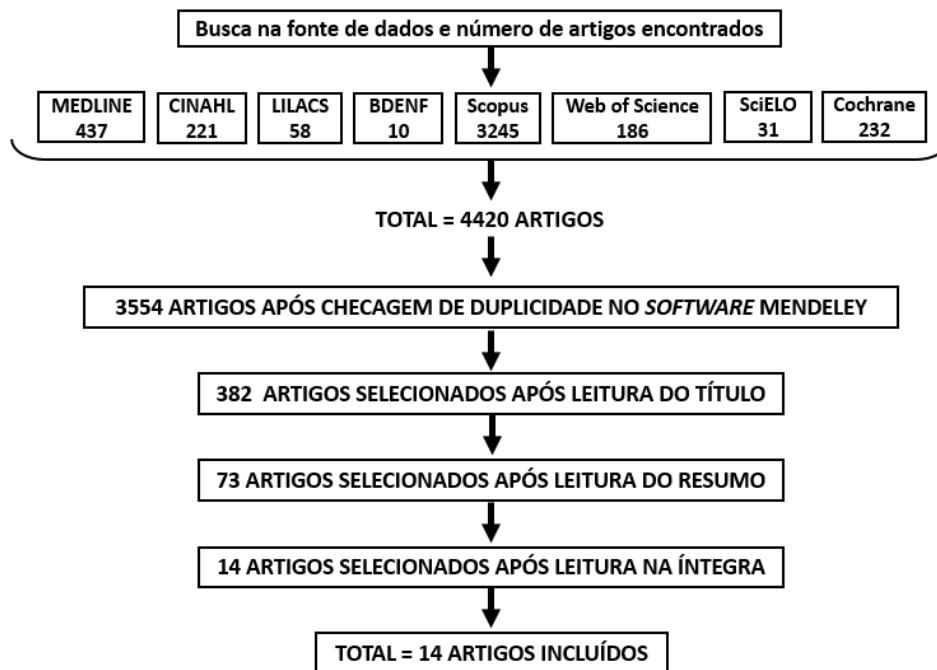 Busca na fonte de dados e número de artigos encontrados
MEDLINE CINAHL LILACS BDENF Scopus Web of Science SciELO Cochrane
437 221 58 10 3245 186 31 232
TOTAL = 4420 ARTIGOS
3554 ARTIGOS APÓS CHECAGEM DE DUPLICIDADE NO SOFTWARE MENDELEY
382 ARTIGOS SELECIONADOS APÓS LEITURA DO TÍTULO
73 ARTIGOS SELECIONADOS APÓS LEITURA DO RESUMO
14 ARTIGOS SELECIONADOS APÓS LEITURA NA ÍNTEGRA
TOTAL = 14 ARTIGOS INCLUÍDOS